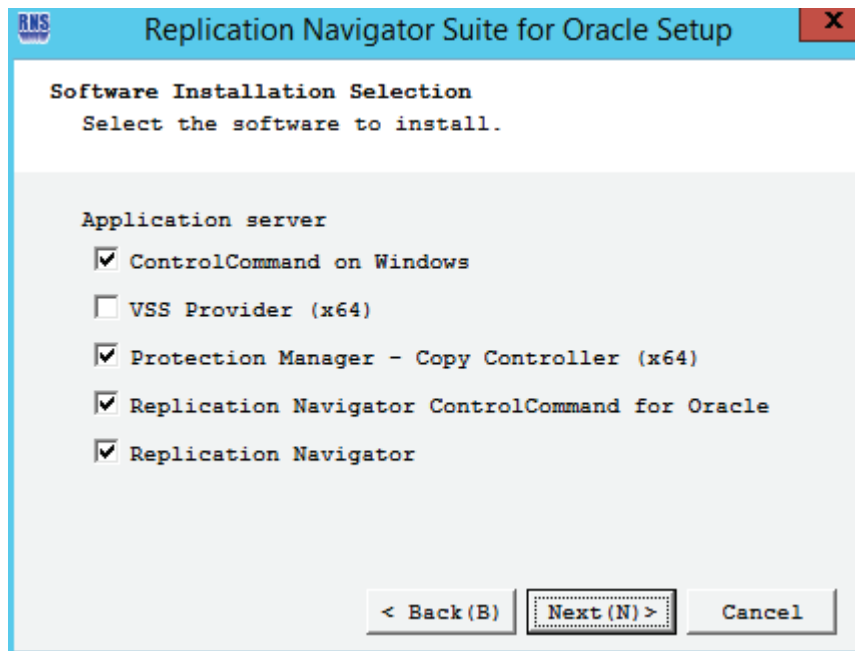 RNS
Replication Navigator Suite for Oracle Setup
X
Software Installation Selection
Select the software to install.
Application server
ControlCommand on Windows
VSS Provider (x64)
Protection Manager - Copy Controller (x64)
Replication Navigator ControlCommand for Oracle
Replication Navigator
< Back(B) Next(N)> Cancel